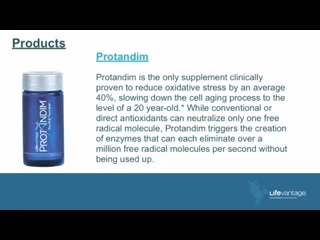 Products
Protandim
Protandim is the only supplement clinically
proven to reduce oxidative stress by an average
40%, slowing down the cell aging process to the
level of a 20 year-old.* While conventional or
direct antioxidants can neutralize only one free
radical molecule, Protandim triggers the creation
of enzymes that can each eliminate over a
million free radical molecules per second without
being used up.
PROTANDIM
Lifevantage